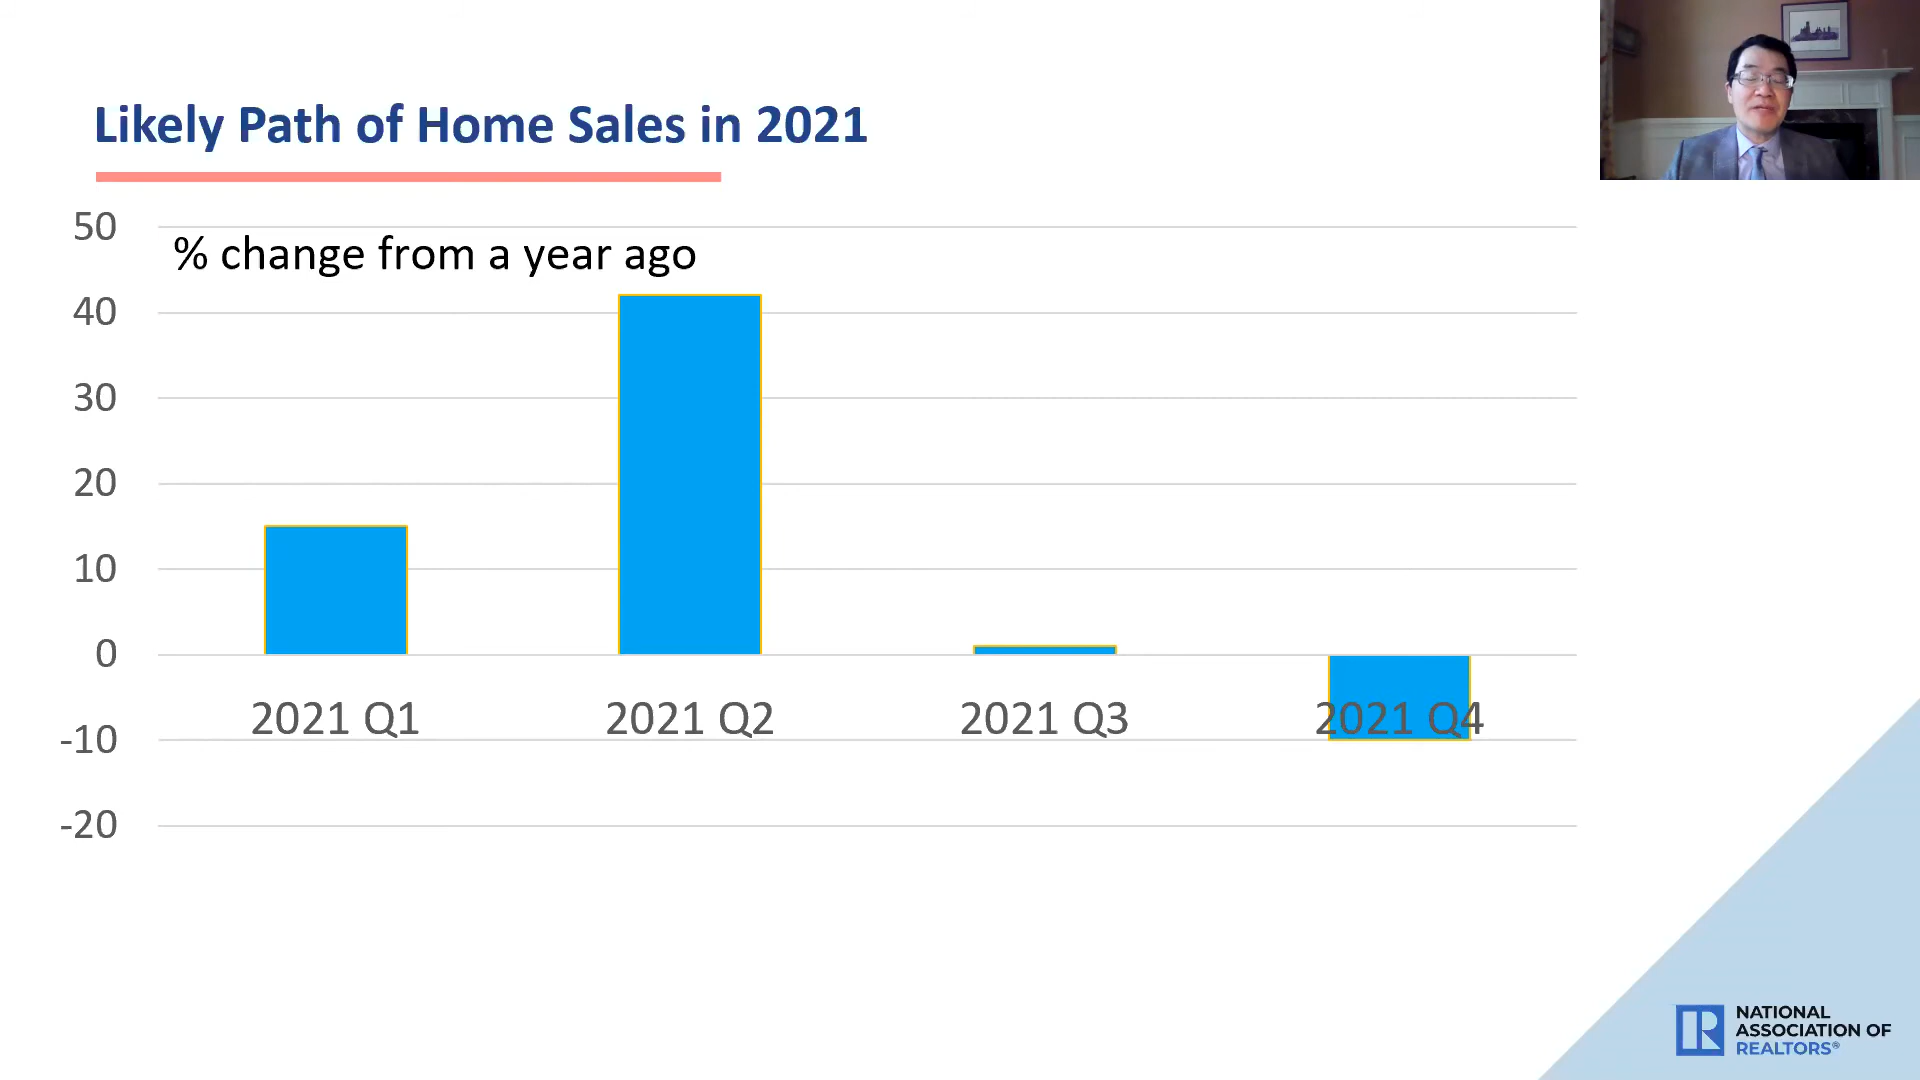 Likely Path of Home Sales in 2021
% change from a year ago
50
40
30
20
10
0
-10
-20
2021 Q1
2021 Q2
2021 Q3
2021 Q4
NATIONAL
ASSOCIATION OF
REALTORS®